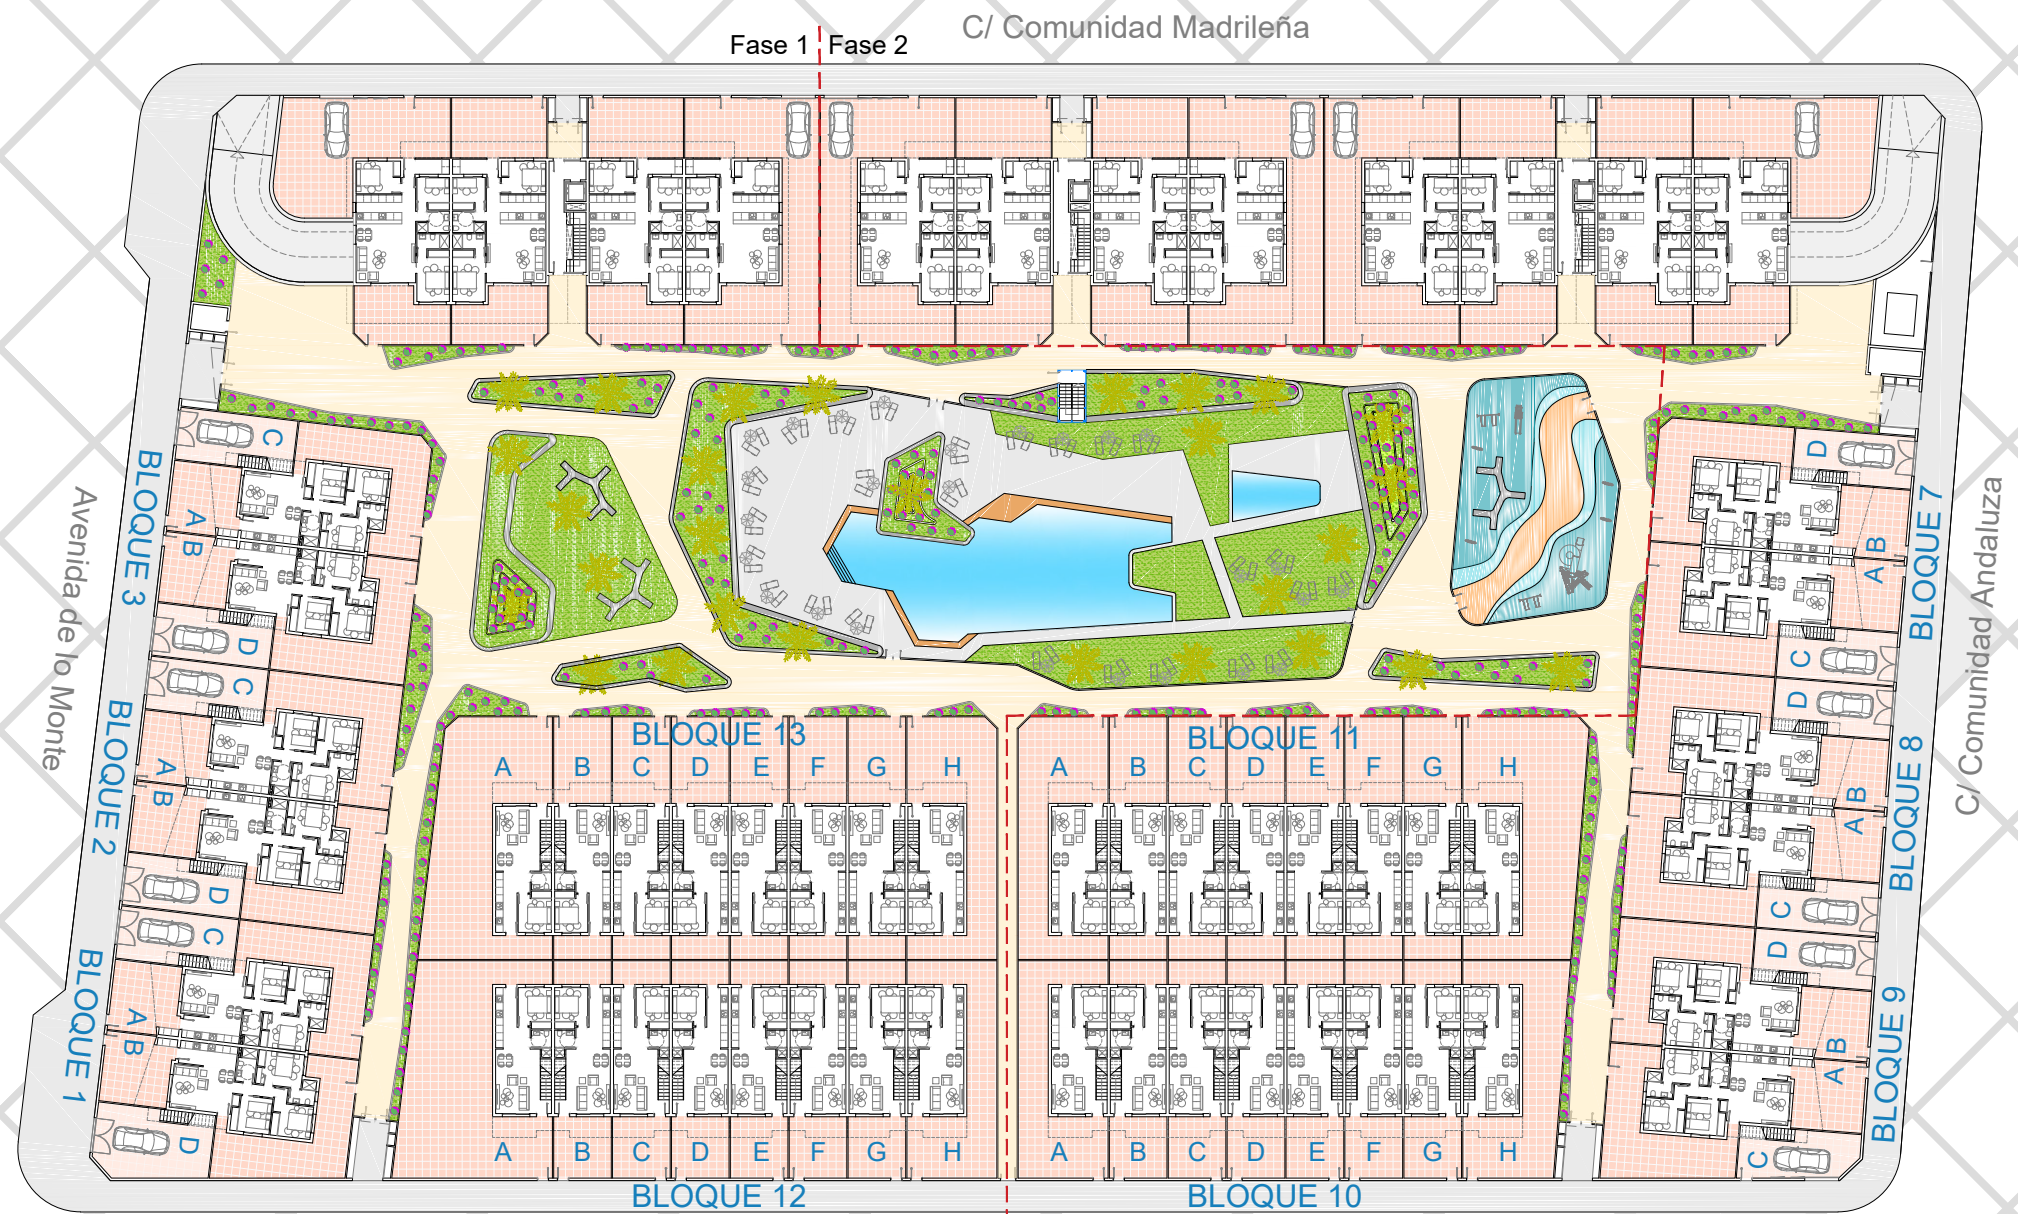 C/ Comunidad Madrileña
Fase 1
Fase 2
Avenida de lo Monte
C/ Comunidad Andaluza
BLOQUE 3
C
A
B
D
BLOQUE 2
C
A
B
D
BLOQUE 1
C
A
B
D
BLOQUE 7
D
B
A
C
BLOQUE 8
D
B
A
C
BLOQUE 9
D
B
A
C
BLOQUE 13
A B C D E F G H
BLOQUE 11
A B C D E F G H
A B C D E F G H
BLOQUE 12
A B C D E F G H
BLOQUE 10